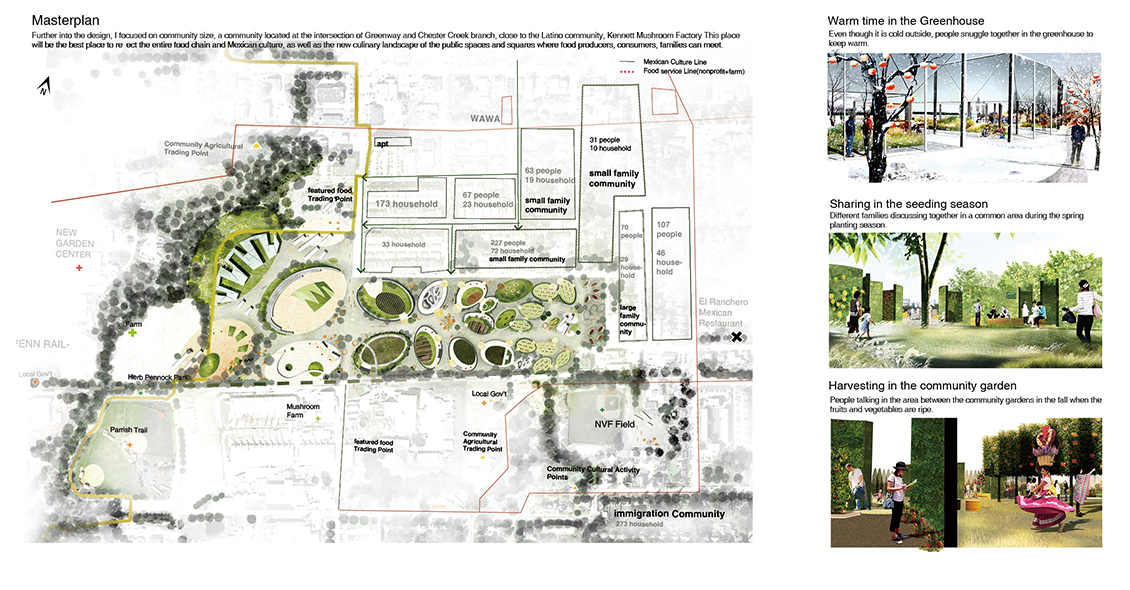 Masterplan
Further into the design, I focused on community size, a community located at the intersection of Greenway and Chester Creek branch, close to the Latino community, Kennett Mushroom Factory This place
will be the best place to re ect the entire food chain and Mexican culture, as well as the new culinary landscape of the public spaces and squares where food producers, consumers, families can meet.
N
Mexican Culture Line
Food service Line(nonprofit+farm)
WAWA
Community Agricultural
Trading Point
apt
31 people
10 household
small family
community
63 people
19 household
small family
community
featured food
Trading Point
173 household
67 people
23 household
33 household
227 people
72 household
small family community
70
people
29
house-
hold
large
family
commu-
nity
107
people
46
house-
hold
NEW
GARDEN
CENTER
Farm
El Ranchero
Mexican
Restaurant
PENN RAIL-
Local Gov't
Herb Pennock Park
Parrish Trail
Mushroom
Farm
Local Gov't
featured food
Trading Point
Community
Agricultural
Trading Point
NVF Field
Community Cultural Activity
Points
immigration Community
273 household
Warm time in the Greenhouse
Even though it is cold outside, people snuggle together in the greenhouse to
keep warm.
Sharing in the seeding season
Different families discussing together in a common area during the spring
planting season.
Harvesting in the community garden
People talking in the area between the community gardens in the fall when the
fruits and vegetables are ripe.